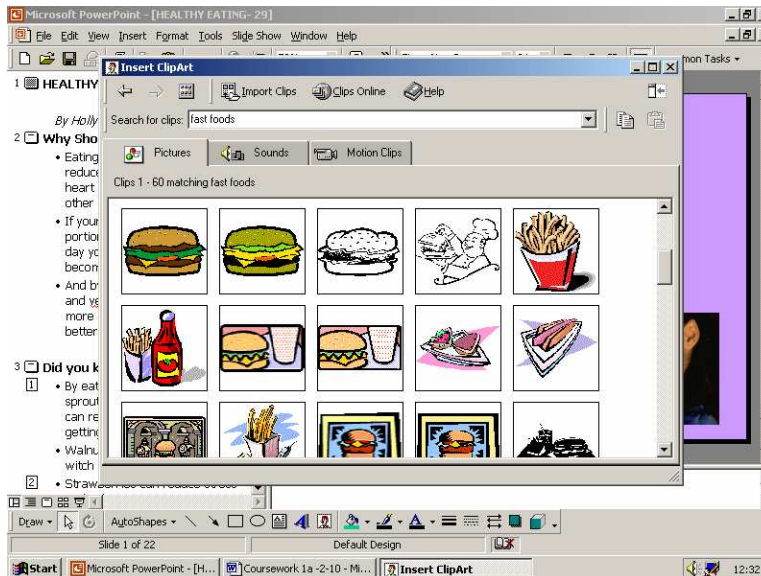 Microsoft PowerPoint - [HEALTHY EATING- 29]
File Edit View Insert Format Tools Slide Show Window Help
mon Tasks
Insert ClipArt
Import Clips Clips Online Help
Search for clips: fast foods
Pictures Sounds Motion Clips
Clips 1 - 60 matching fast foods
1 HEALTHY
By Holly
2 Why Sho
• Eating
reduce
heart
other
• If your
portion
day yo
becom
• And b
and ve
more
better
3 Did you k
1 • By eat
sprout
can re
getting
• Walnu
witch
2
Draw AutoShapes
Slide 1 of 22 Default Design
Start Microsoft PowerPoint - [H... Coursework 1a -2-10 - Mi... Insert ClipArt 12:32